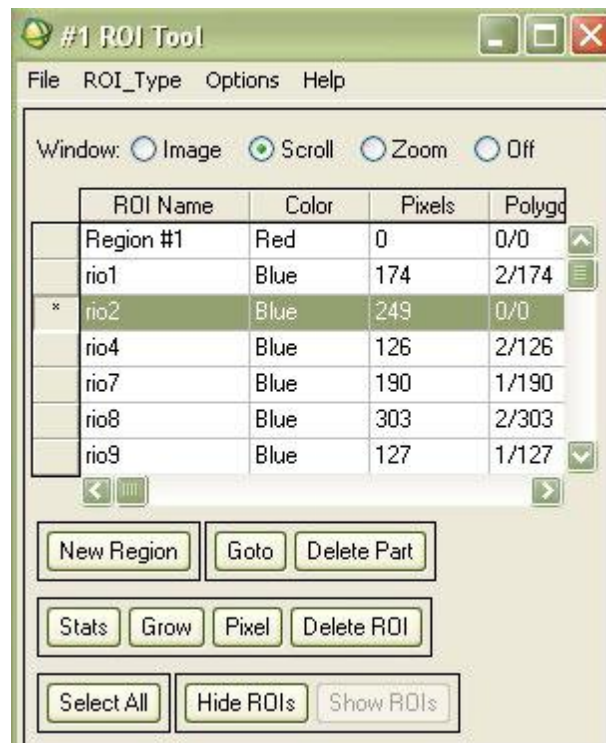 #1 ROI Tool
File ROI_Type Options Help
Window: Image Scroll Zoom Off
ROI Name Color Pixels Polygo
Region #1 Red 0 0/0
rio1 Blue 174 2/174
* rio2 Blue 249 0/0
rio4 Blue 126 2/126
rio7 Blue 190 1/190
rio8 Blue 303 2/303
rio9 Blue 127 1/127
New Region Goto Delete Part
Stats Grow Pixel Delete ROI
Select All Hide ROIs Show ROIs